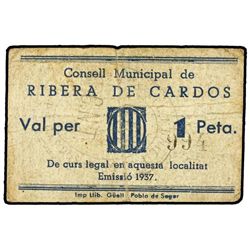 Consell Municipal de
RIBERA DE CARDOS
Val per 1 Peta.
994
De curs legal en aquesta localitat
Emissió 1937.
Imp Llib. Güell Pobla de Segur